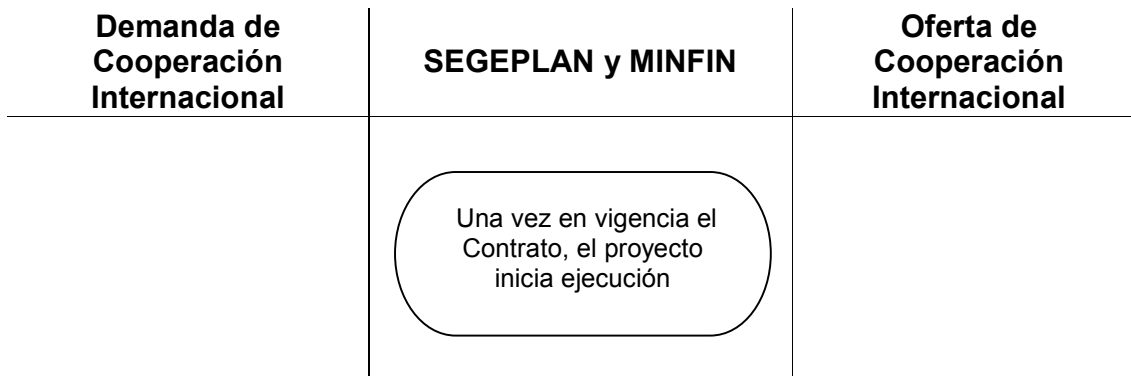 Demanda de
Cooperación
Internacional
SEGEPLAN y MINFIN
Oferta de
Cooperación
Internacional
Una vez en vigencia el
Contrato, el proyecto
inicia ejecución